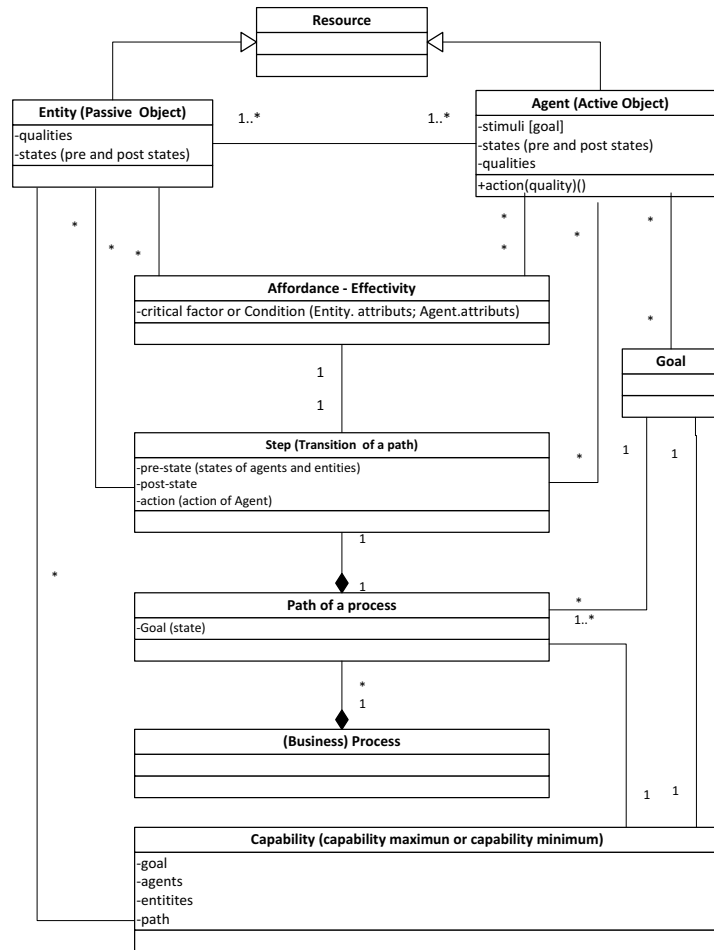 Resource
Entity (Passive Object)
-qualities
-states (pre and post states)
1..*
1..*
Agent (Active Object)
-stimuli [goal]
-states (pre and post states)
-qualities
+action(quality)()
*
*
*
*
*
*
*
*
Affordance - Effectivity
-critical factor or Condition (Entity. attributs; Agent.attributs)
Goal
1
1
1
1
Step (Transition of a path)
-pre-state (states of agents and entities)
-post-state
-action (action of Agent)
*
1
*
1
Path of a process
-Goal (state)
*
1..*
*
1
(Business) Process
1
1
Capability (capability maximun or capability minimum)
-goal
-agents
-entitites
-path